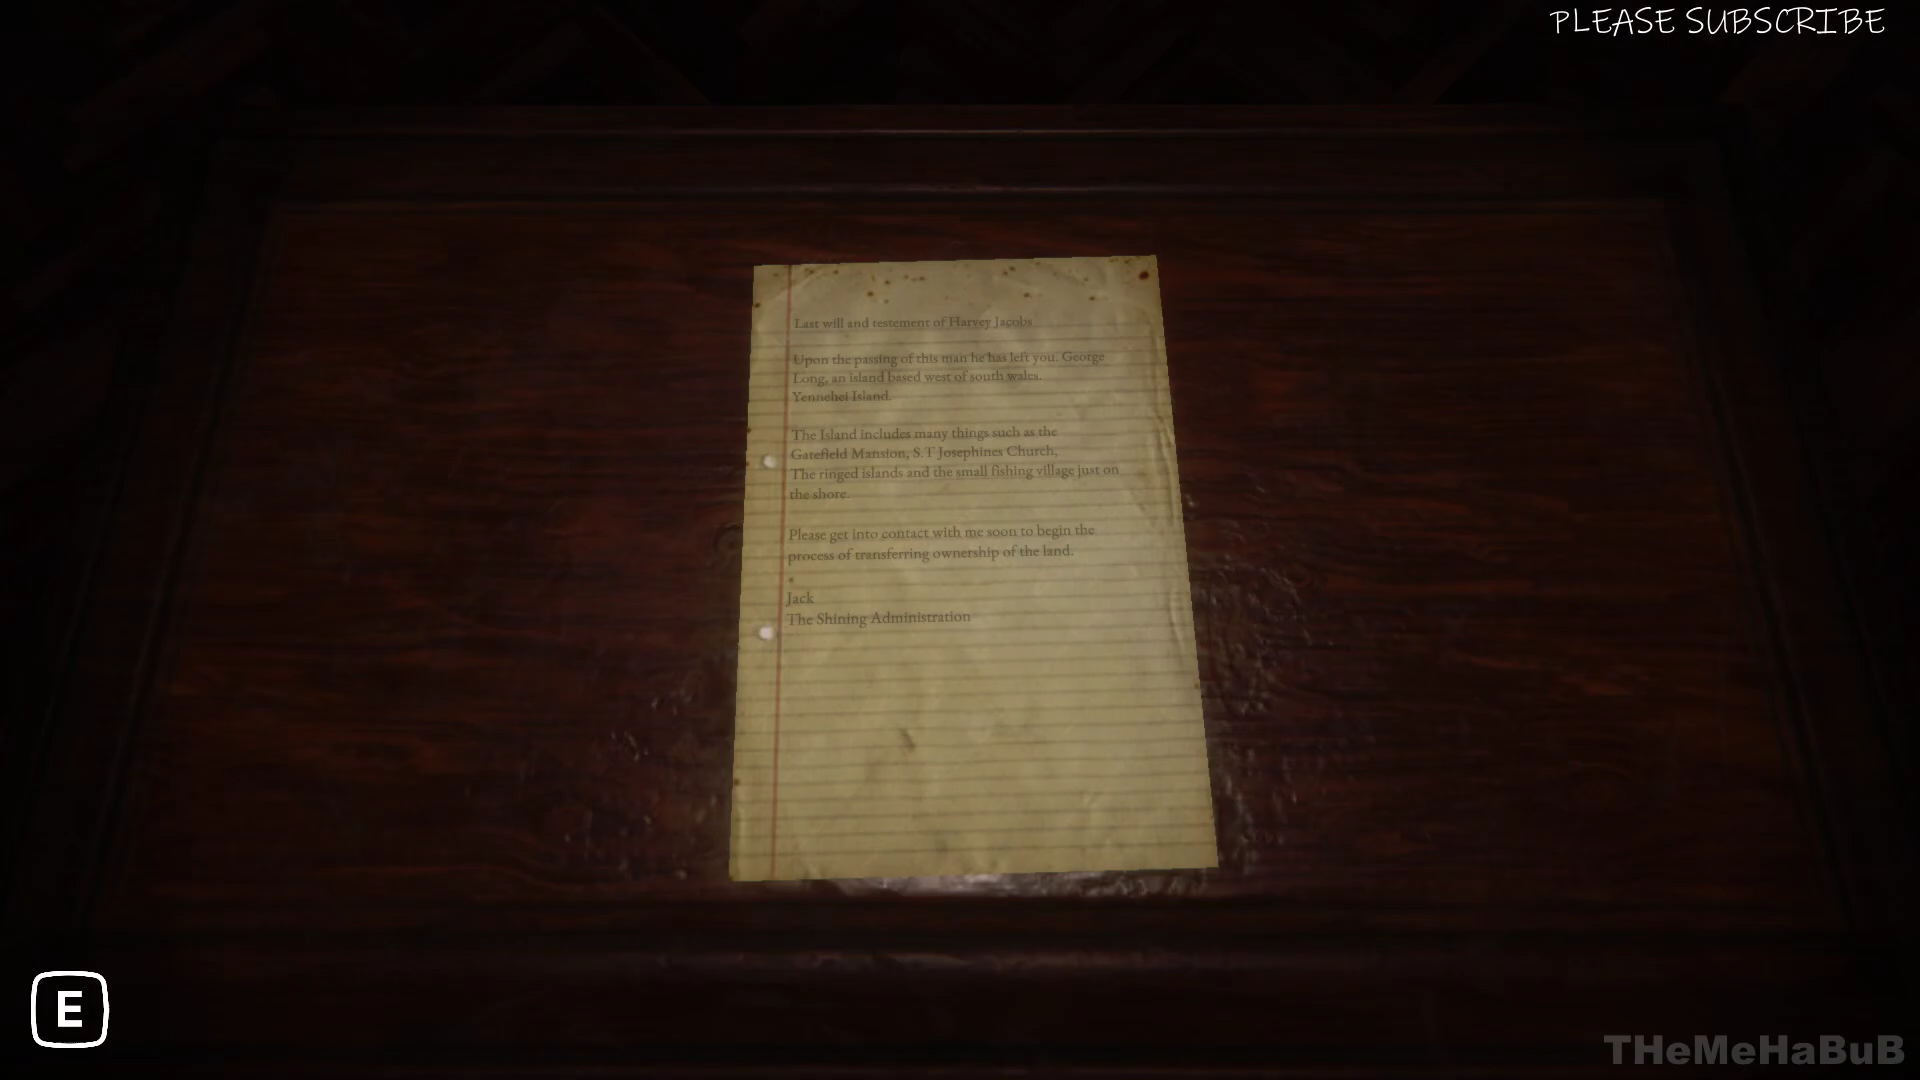 PLEASE SUBSCRIBE
Last will and testement of Harvey Jacobs
Upon the passing of this man he has left you. George
Long, an island based west of south wales.
Yennehei Island.
The Island includes many things such as the
Gatefield Mansion, S.T Josephines Church,
The ringed islands and the small fishing village just on
the shore.
Please get into contact with me soon to begin the
process of transferring ownership of the land.
Jack
The Shining Administration
E
THeMeHaBuB